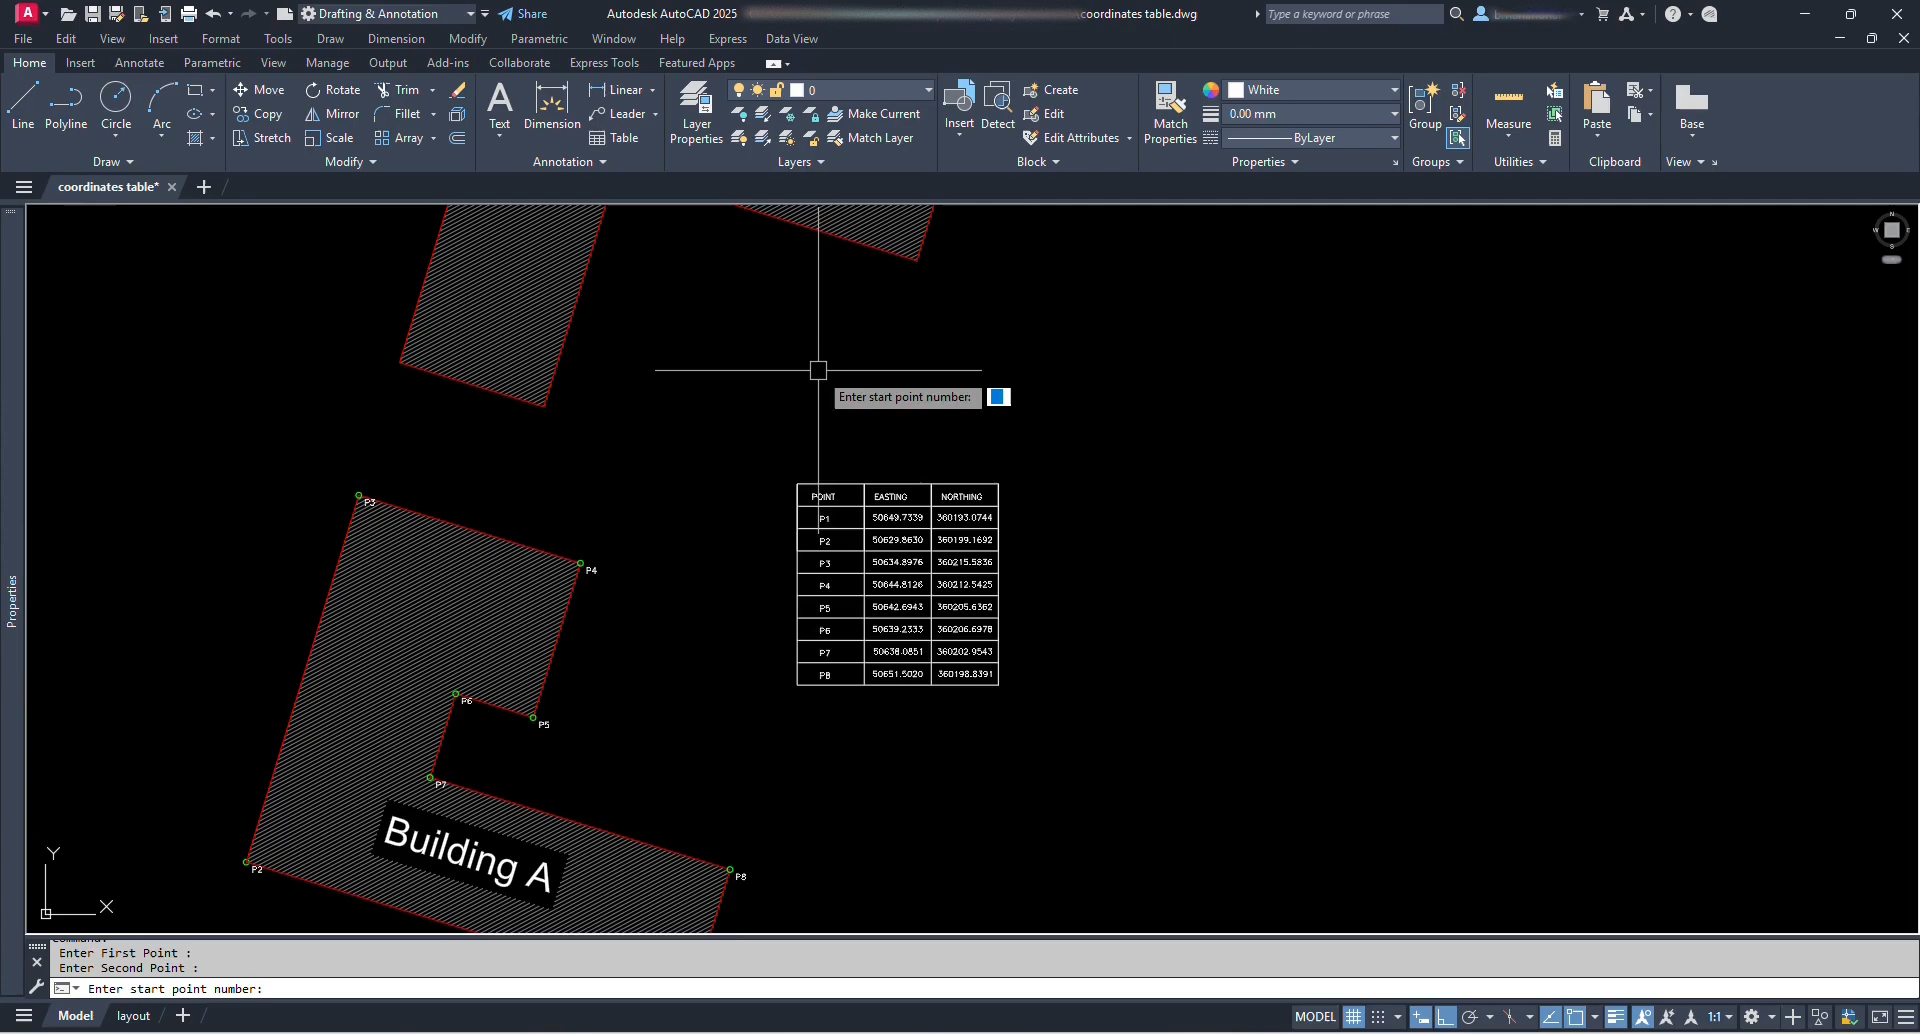 A Drafting & Annotation Share Autodesk AutoCAD 2025 coordinates table.dwg Type a keyword or phrase
File Edit View Insert Format Tools Draw Dimension Modify Parametric Window Help Express Data View
Home Insert Annotate Parametric View Manage Output Add-ins Collaborate Express Tools Featured Apps
Line Polyline Circle Arc
Move Rotate Trim
Copy Mirror Fillet
Stretch Scale Array
Text Dimension
Linear
Leader
Table
Layer Properties
0
Make Current
Match Layer
Insert Detect
Create
Edit
Edit Attributes
Match Properties
White
0.00 mm
ByLayer
Group
Measure
Paste
Base
Draw Modify Annotation Layers Block Properties Groups Utilities Clipboard View
coordinates table*
N
W E
S
Properties
Enter start point number:
P3
P4
P6
P5
P7
P2
P8
Building A
POINT EASTING NORTHING
P1 50649.7339 360193.0744
P2 50629.8630 360199.1692
P3 50634.8976 360215.5836
P4 50644.8126 360212.5425
P5 50642.6943 360205.6362
P6 50639.2333 360206.6978
P7 50638.0851 360202.9543
P8 50651.5020 360198.8391
Y
X
Enter First Point :
Enter Second Point :
Enter start point number:
Model layout
MODEL 1:1